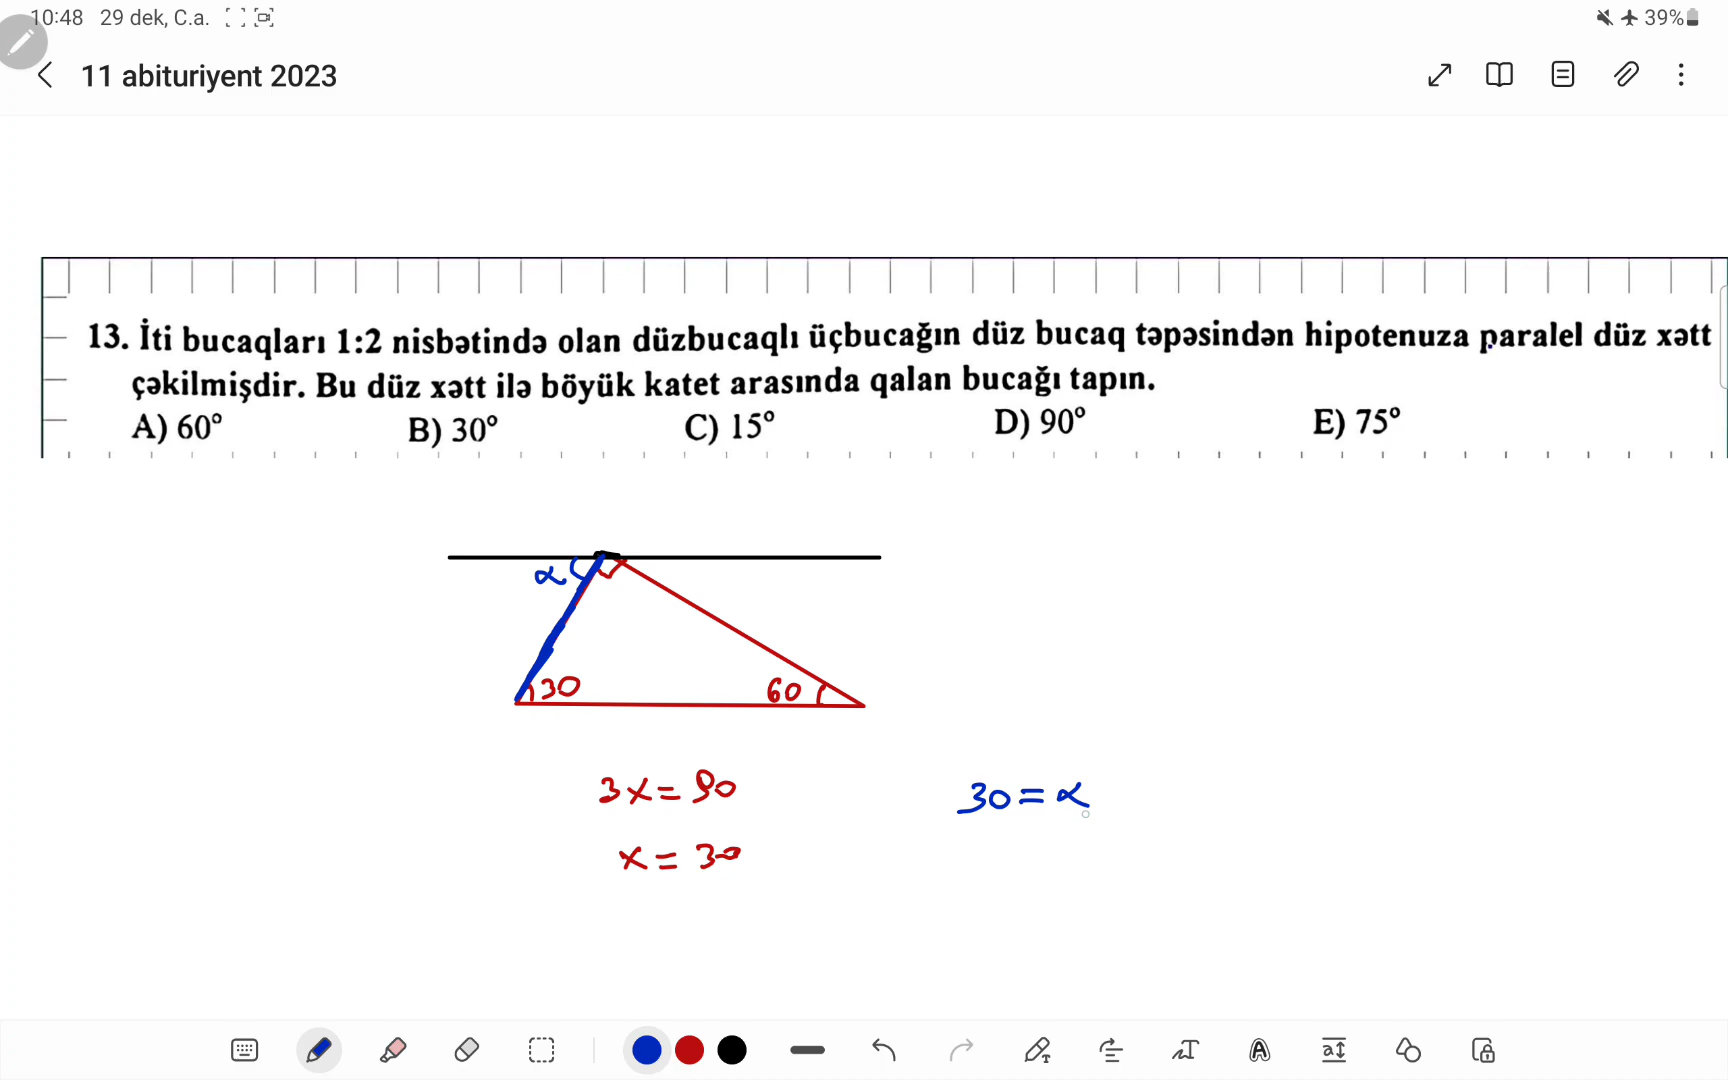 10:48 29 dek, C.a. 39%
11 abituriyent 2023
13. İti bucaqları 1:2 nisbətində olan düzbucaqlı üçbucağın düz bucaq təpəsindən hipotenuza paralel düz xətt
çəkilmişdir. Bu düz xətt ilə böyük katet arasında qalan bucağı tapın.
A) 60° B) 30° C) 15° D) 90° E) 75°
α
30 60
3x = 90 30 = α
x = 30